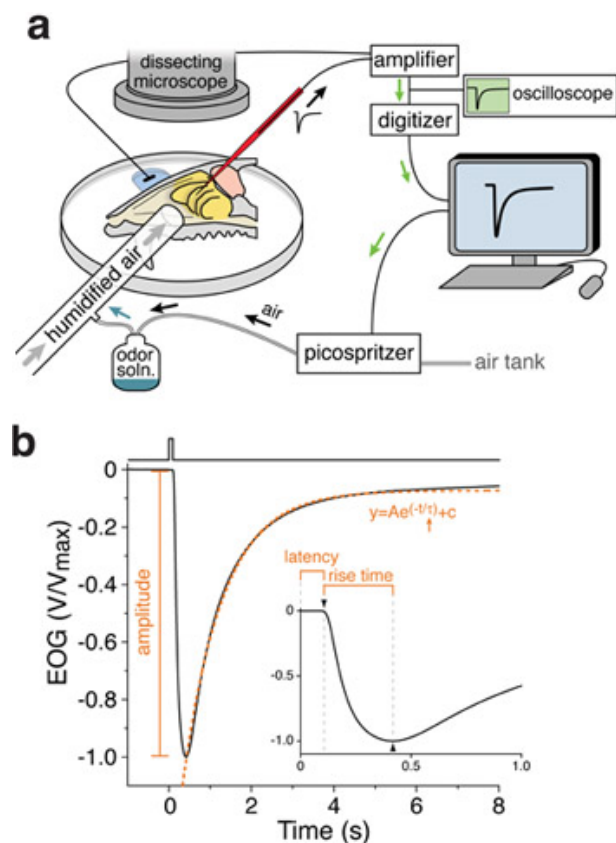 a
dissecting
microscope
amplifier
oscilloscope
digitizer
humidified air
air
odor
soln.
picospritzer
air tank
b
0
-0.2
-0.4
-0.6
-0.8
-1.0
EOG (V/Vmax)
amplitude
y=Ae(-t/τ)+c
latency
rise time
0
-0.5
-1.0
0 0.5 1.0
0 2 4 6 8
Time (s)